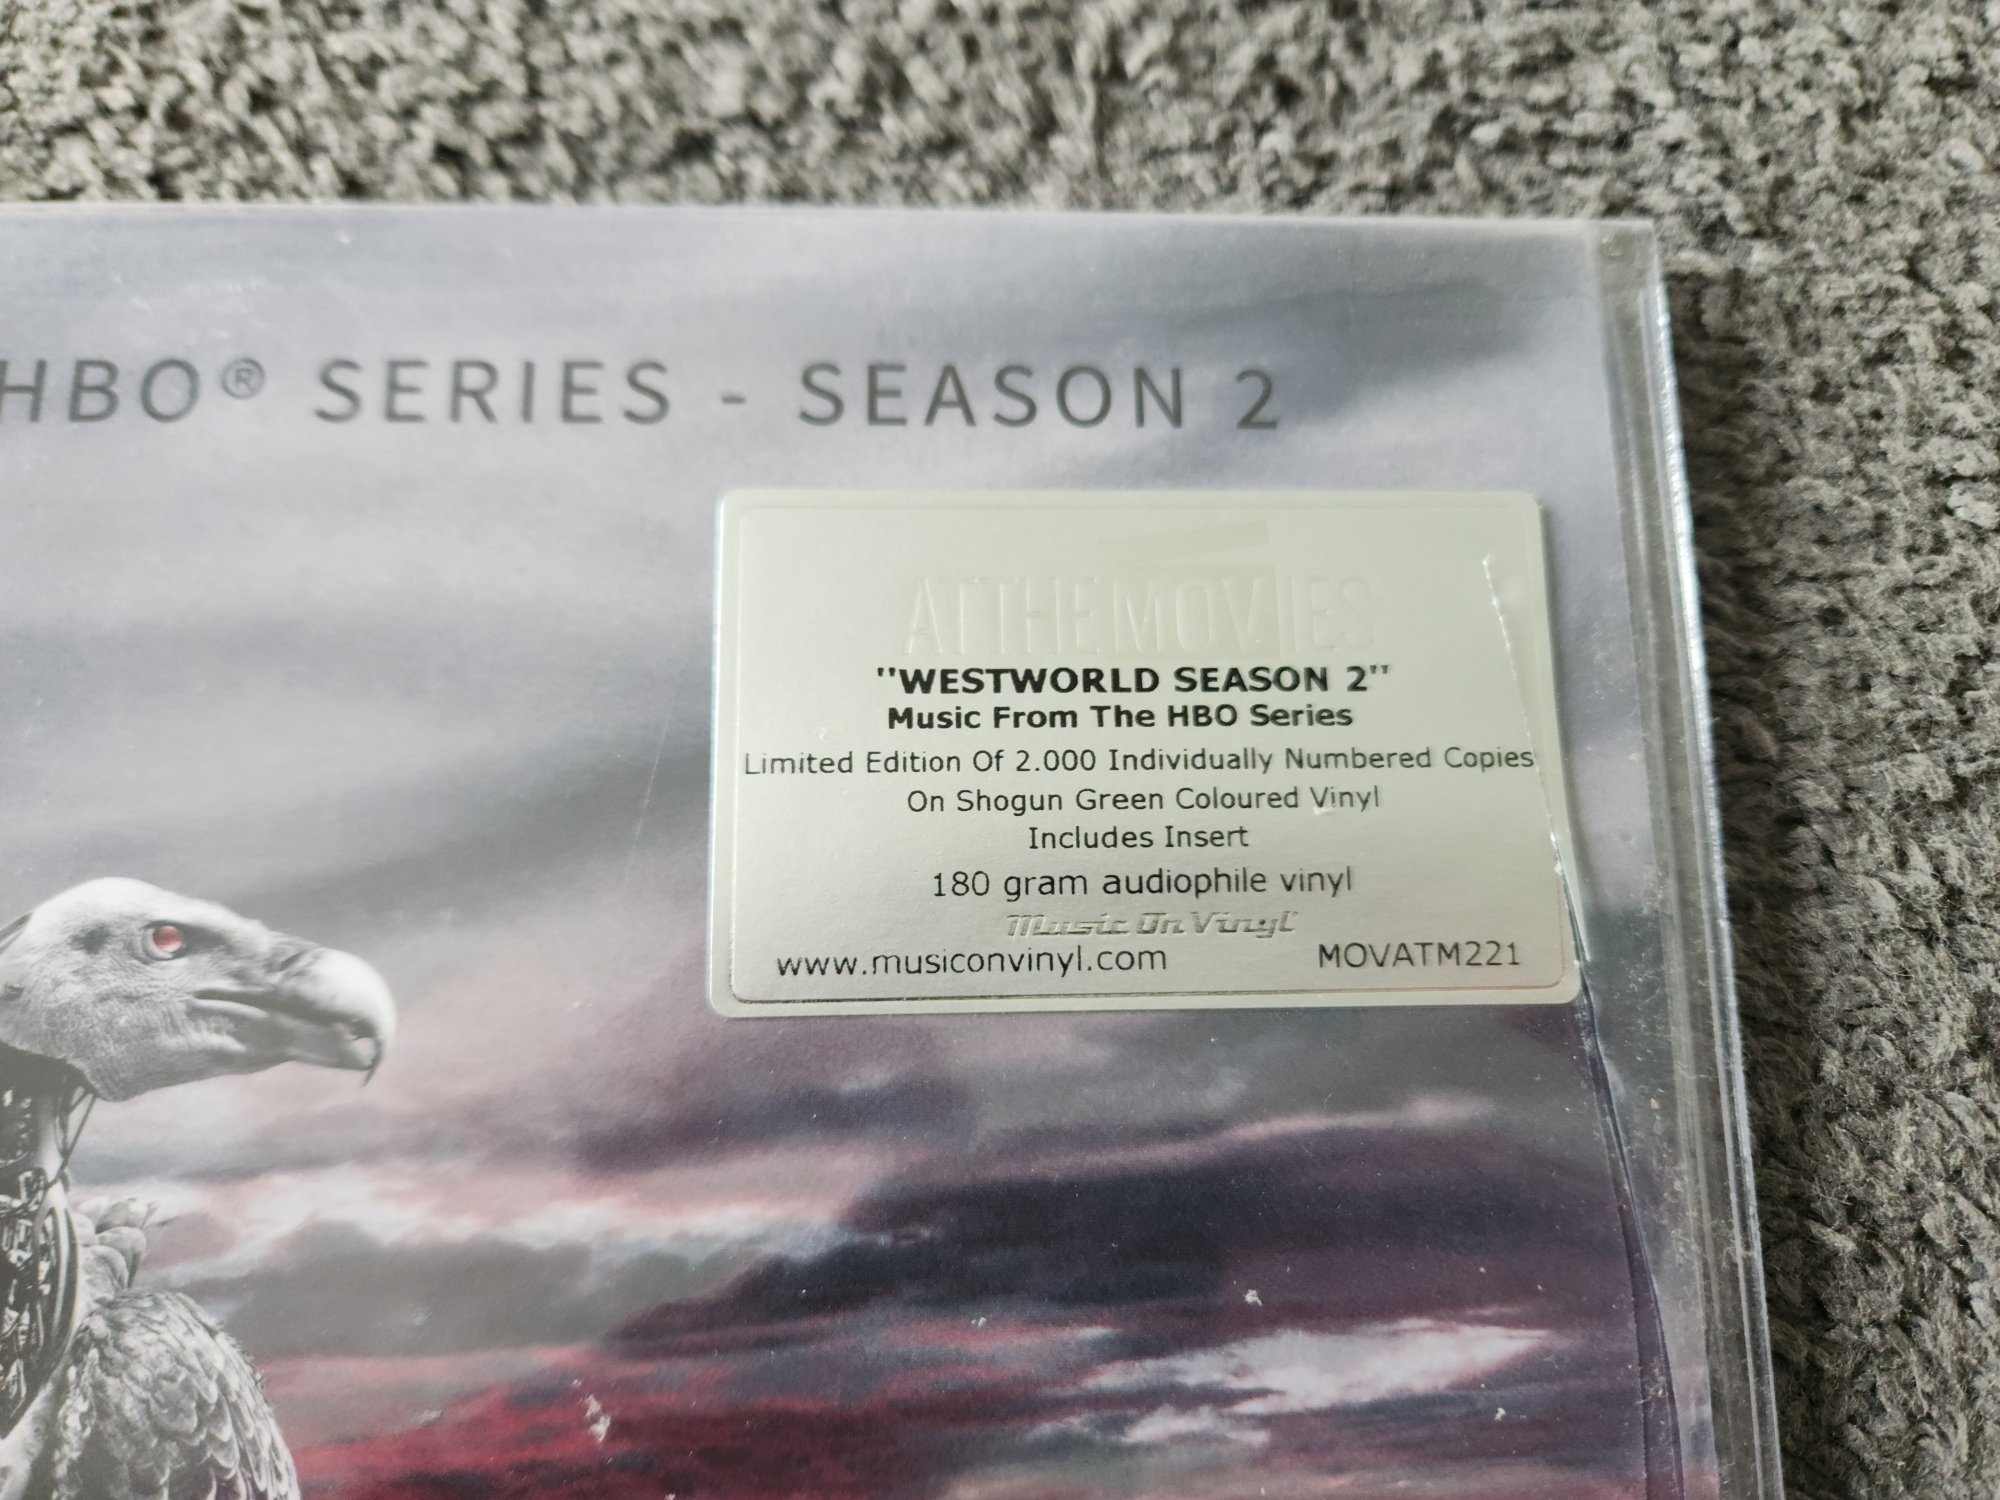 HBO® SERIES - SEASON 2
ATTHEMOVIES
"WESTWORLD SEASON 2"
Music From The HBO Series
Limited Edition Of 2.000 Individually Numbered Copies
On Shogun Green Coloured Vinyl
Includes Insert
180 gram audiophile vinyl
Music On Vinyl
www.musiconvinyl.com MOVATM221